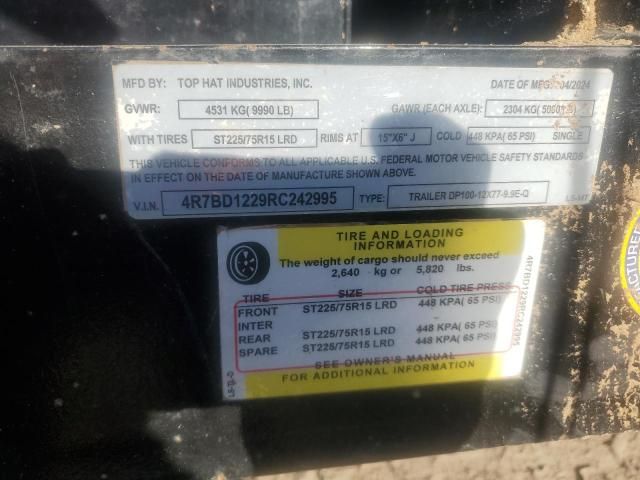 MFD BY: TOP HAT INDUSTRIES, INC. DATE OF MFG: 04/2024
GVWR: 4531 KG( 9990 LB) GAWR (EACH AXLE): 2304 KG( 5080 LB)
WITH TIRES ST225/75R15 LRD RIMS AT 15"X6" J COLD 448 KPA( 65 PSI) SINGLE
THIS VEHICLE CONFORMS TO ALL APPLICABLE U.S. FEDERAL MOTOR VEHICLE SAFETY STANDARDS
IN EFFECT ON THE DATE OF MANUFACTURE SHOWN ABOVE.
V.I.N. 4R7BD1229RC242995 TYPE: TRAILER DP100-12X77-9.9E-Q
TIRE AND LOADING
INFORMATION
The weight of cargo should never exceed
2,640 kg or 5,820 lbs.
TIRE SIZE COLD TIRE PRESS
FRONT ST225/75R15 LRD 448 KPA( 65 PSI)
INTER
REAR ST225/75R15 LRD 448 KPA( 65 PSI)
SPARE ST225/75R15 LRD 448 KPA( 65 PSI)
SEE OWNER'S MANUAL
FOR ADDITIONAL INFORMATION
4R7BD1229RC242995